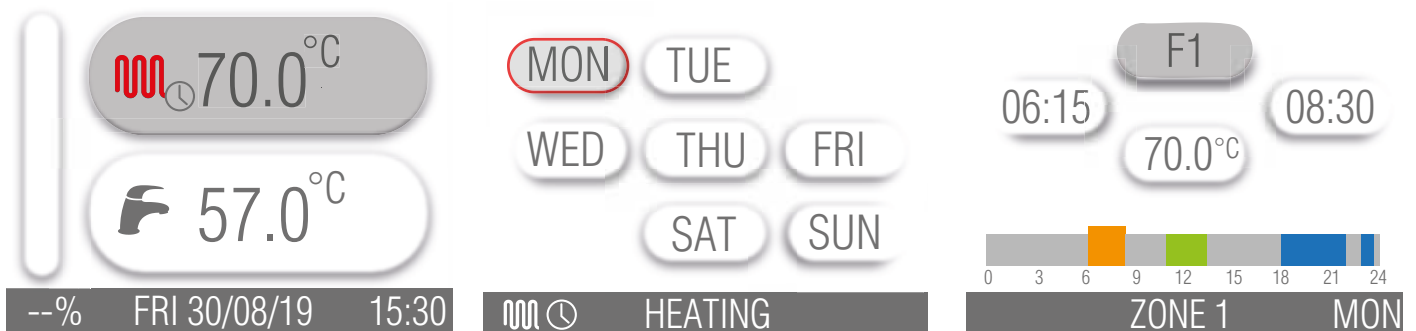 70.0°C
57.0°C
--% FRI 30/08/19 15:30
MON TUE
WED THU FRI
SAT SUN
HEATING
F1
06:15 08:30
70.0°C
0 3 6 9 12 15 18 21 24
ZONE 1 MON